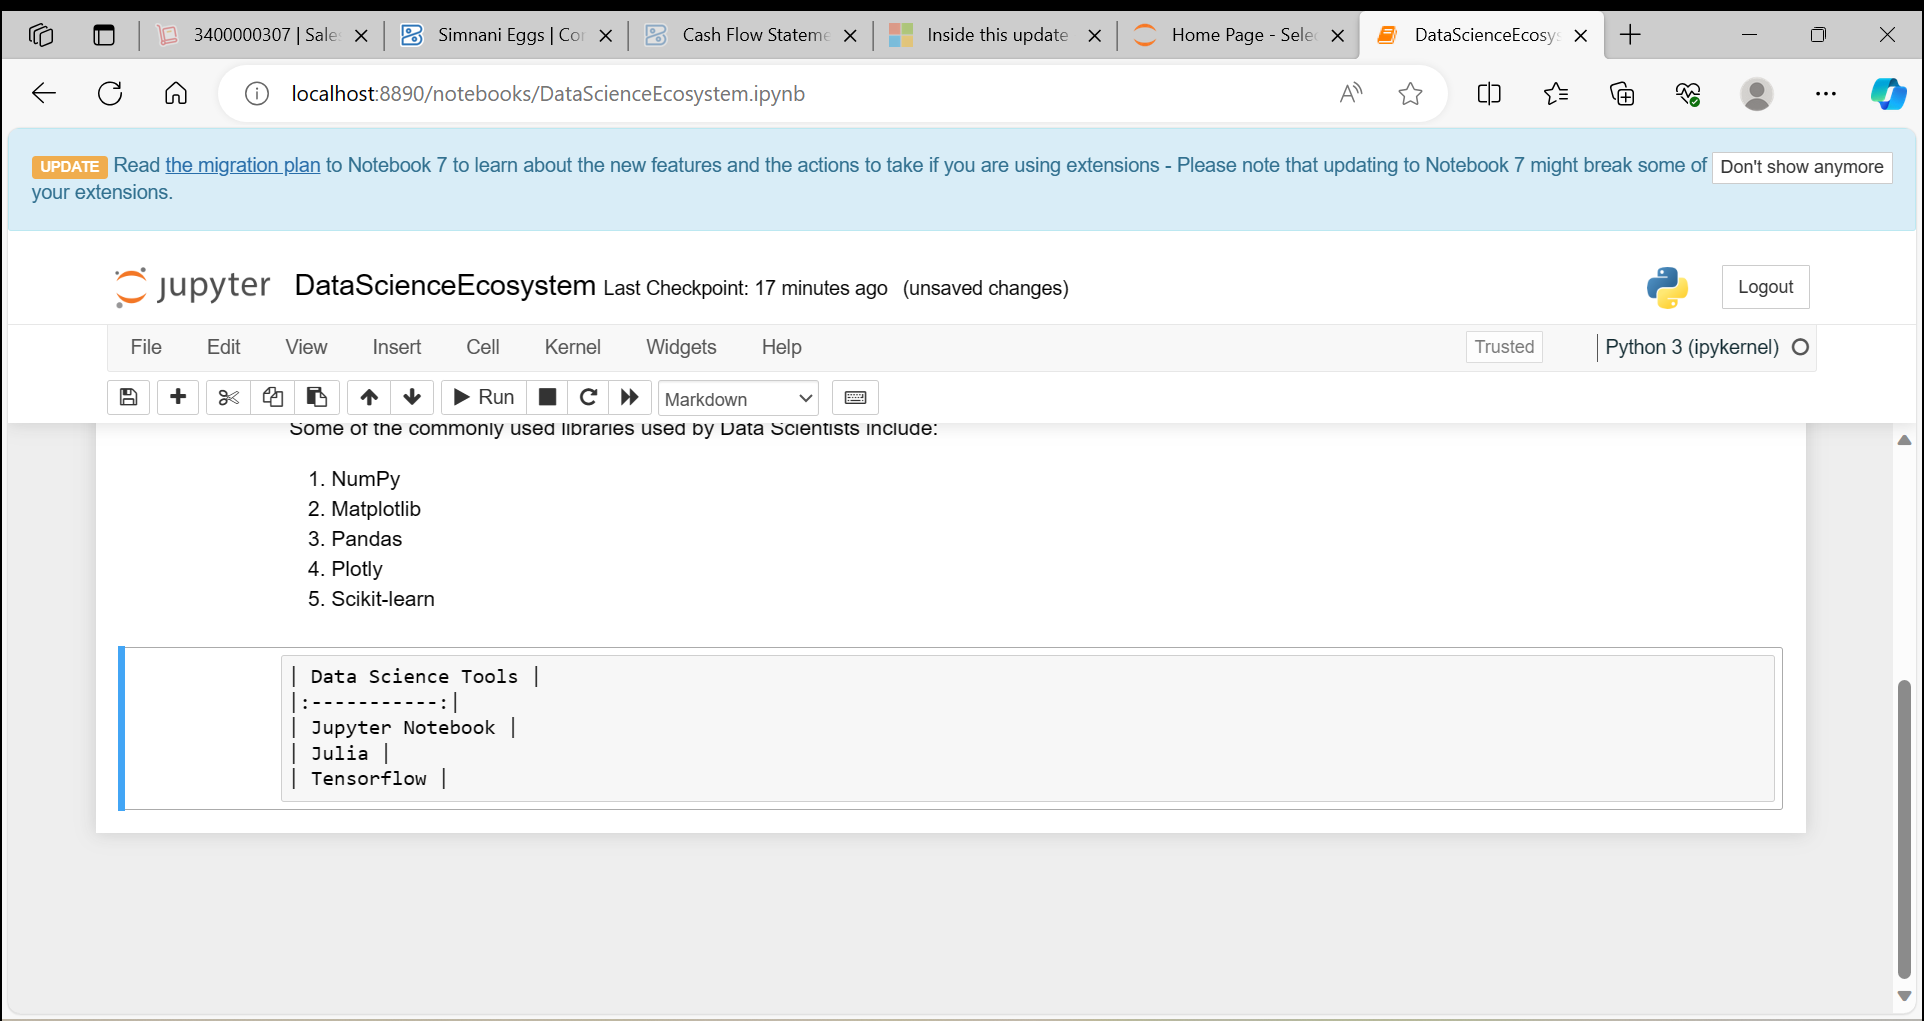 3400000307 | Sale
Simnani Eggs | Cor
Cash Flow Stateme
Inside this update
Home Page - Selec
DataScienceEcosys
localhost:8890/notebooks/DataScienceEcosystem.ipynb
UPDATE Read the migration plan to Notebook 7 to learn about the new features and the actions to take if you are using extensions - Please note that updating to Notebook 7 might break some of
your extensions.
Don't show anymore
jupyter DataScienceEcosystem Last Checkpoint: 17 minutes ago (unsaved changes)
Logout
File Edit View Insert Cell Kernel Widgets Help
Trusted
Python 3 (ipykernel)
Run
Markdown
Some of the commonly used libraries used by Data Scientists include:
1. NumPy
2. Matplotlib
3. Pandas
4. Plotly
5. Scikit-learn
| Data Science Tools |
|:-----------:|
| Jupyter Notebook |
| Julia |
| Tensorflow |